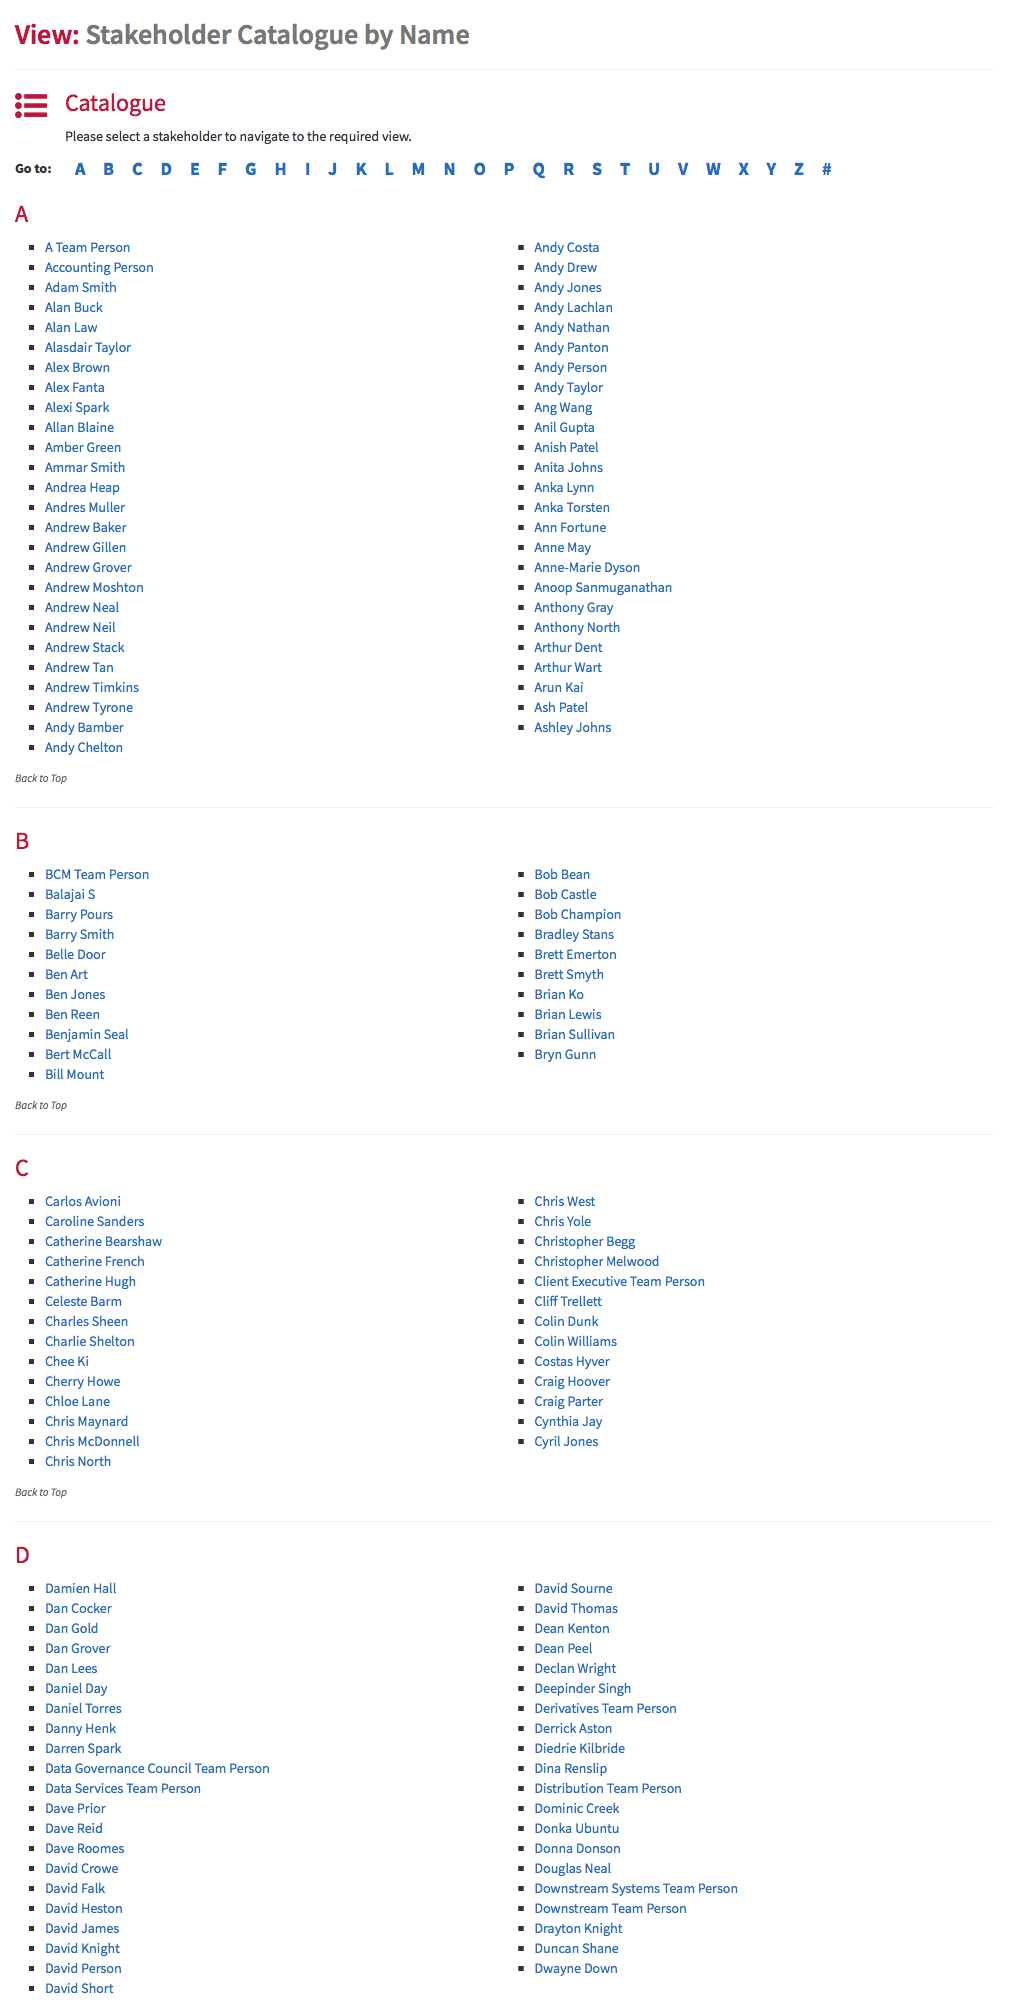 View: Stakeholder Catalogue by Name
Catalogue
Please select a stakeholder to navigate to the required view.
Go to: A B C D E F G H I J K L M N O P Q R S T U V W X Y Z #
A
A Team Person
Accounting Person
Adam Smith
Alan Buck
Alan Law
Alasdair Taylor
Alex Brown
Alex Fanta
Alexi Spark
Allan Blaine
Amber Green
Ammar Smith
Andrea Heap
Andres Muller
Andrew Baker
Andrew Gillen
Andrew Grover
Andrew Moshton
Andrew Neal
Andrew Neil
Andrew Stack
Andrew Tan
Andrew Timkins
Andrew Tyrone
Andy Bamber
Andy Chelton
Andy Costa
Andy Drew
Andy Jones
Andy Lachlan
Andy Nathan
Andy Panton
Andy Person
Andy Taylor
Ang Wang
Anil Gupta
Anish Patel
Anita Johns
Anka Lynn
Anka Torsten
Ann Fortune
Anne May
Anne-Marie Dyson
Anoop Sanmuganathan
Anthony Gray
Anthony North
Arthur Dent
Arthur Wart
Arun Kai
Ash Patel
Ashley Johns
Back to Top
B
BCM Team Person
Balajai S
Barry Pours
Barry Smith
Belle Door
Ben Art
Ben Jones
Ben Reen
Benjamin Seal
Bert McCall
Bill Mount
Bob Bean
Bob Castle
Bob Champion
Bradley Stans
Brett Emerton
Brett Smyth
Brian Ko
Brian Lewis
Brian Sullivan
Bryn Gunn
Back to Top
C
Carlos Avioni
Caroline Sanders
Catherine Bearshaw
Catherine French
Catherine Hugh
Celeste Barm
Charles Sheen
Charlie Shelton
Chee Ki
Cherry Howe
Chloe Lane
Chris Maynard
Chris McDonnell
Chris North
Chris West
Chris Yole
Christopher Begg
Christopher Melwood
Client Executive Team Person
Cliff Trellett
Colin Dunk
Colin Williams
Costas Hyver
Craig Hoover
Craig Parter
Cynthia Jay
Cyril Jones
Back to Top
D
Damien Hall
Dan Cocker
Dan Gold
Dan Grover
Dan Lees
Daniel Day
Daniel Torres
Danny Henk
Darren Spark
Data Governance Council Team Person
Data Services Team Person
Dave Prior
Dave Reid
Dave Roomes
David Crowe
David Falk
David Heston
David James
David Knight
David Person
David Short
David Sourne
David Thomas
Dean Kenton
Dean Peel
Declan Wright
Deepinder Singh
Derivatives Team Person
Derrick Aston
Diedrie Kilbride
Dina Renslip
Distribution Team Person
Dominic Creek
Donka Ubuntu
Donna Donson
Douglas Neal
Downstream Systems Team Person
Downstream Team Person
Drayton Knight
Duncan Shane
Dwayne Down